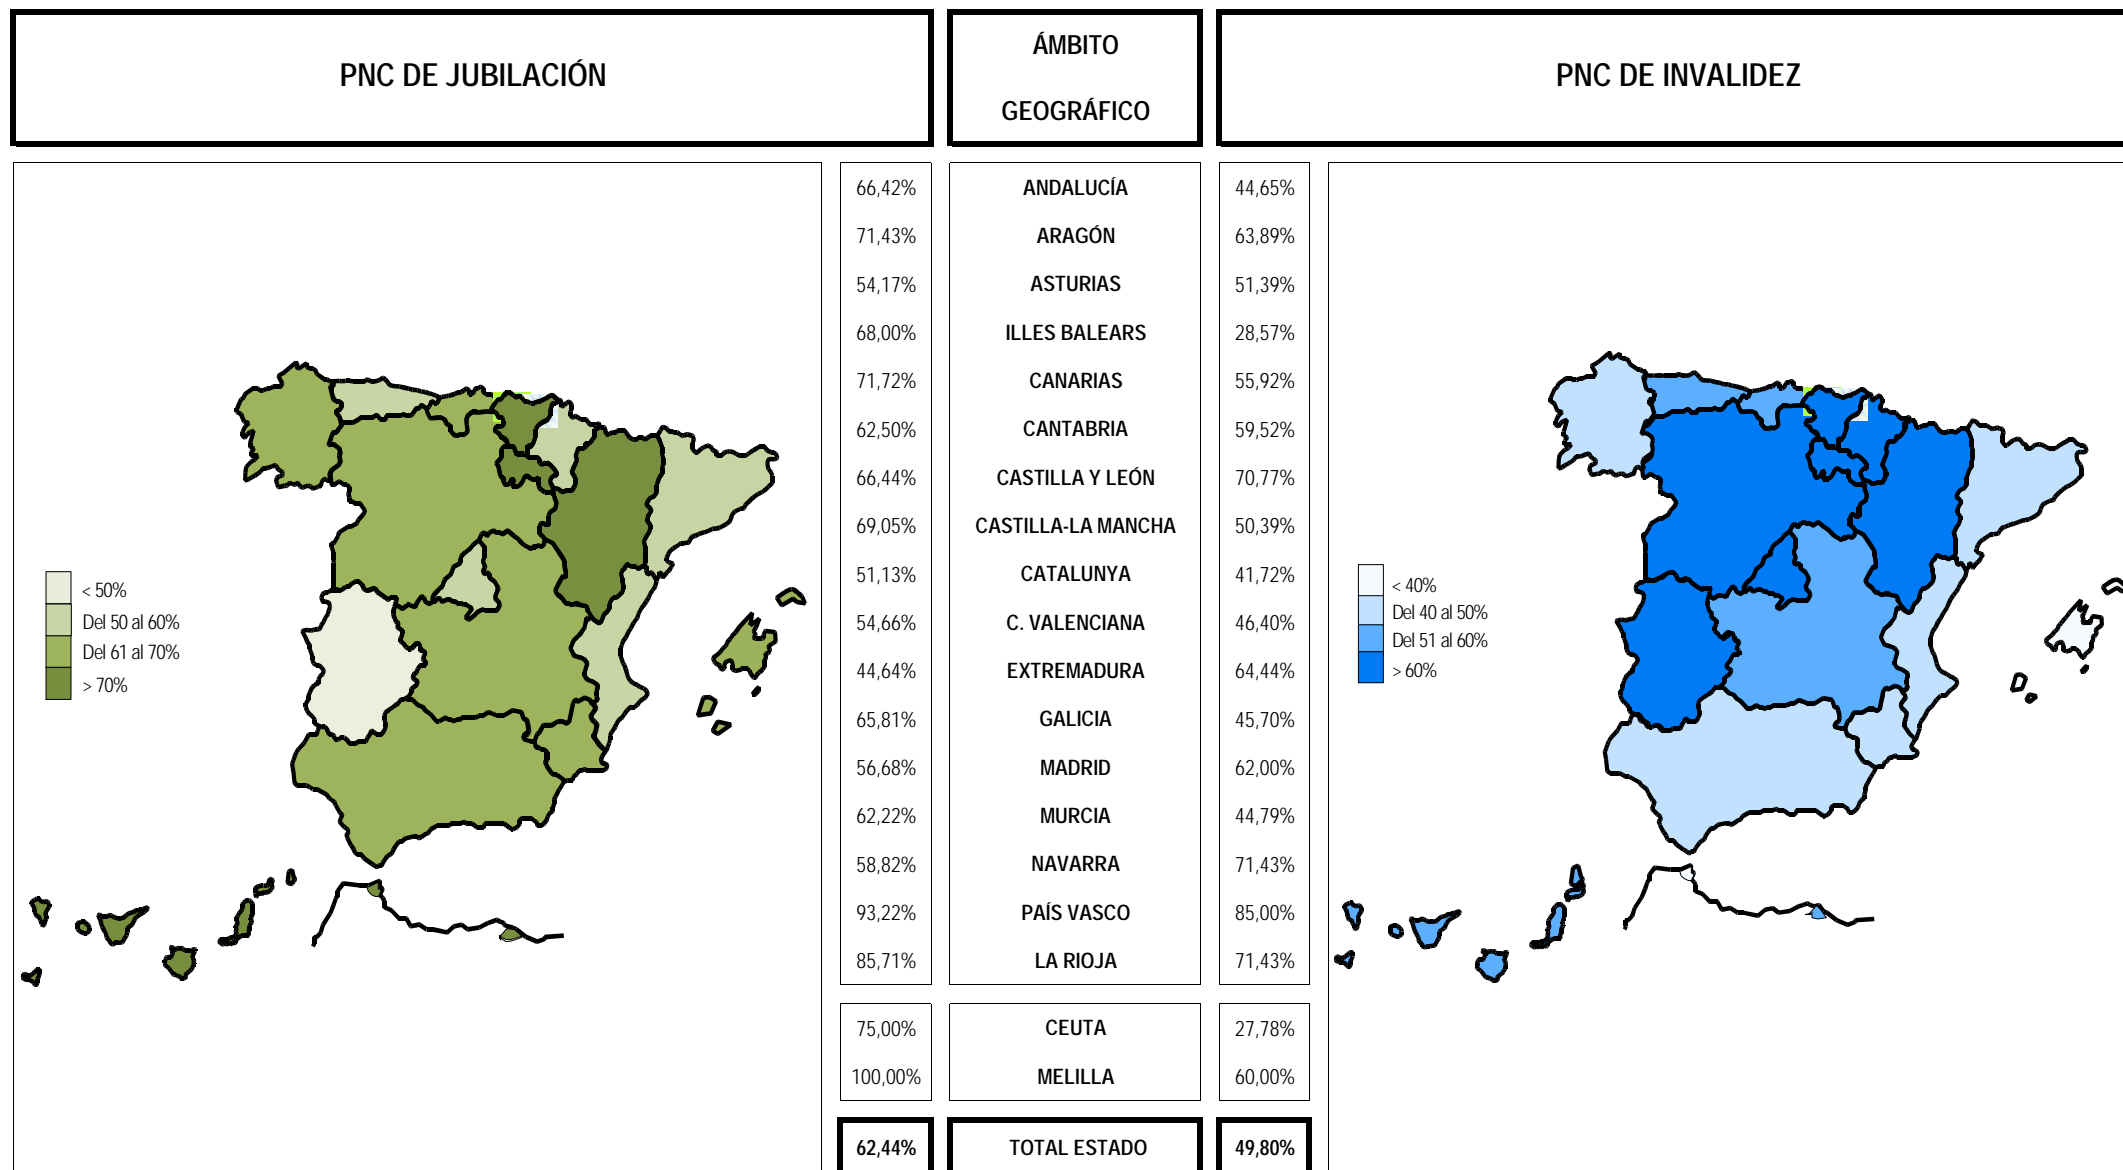 PNC DE JUBILACIÓN
ÁMBITO
GEOGRÁFICO
PNC DE INVALIDEZ
66,42% ANDALUCÍA 44,65%
71,43% ARAGÓN 63,89%
54,17% ASTURIAS 51,39%
68,00% ILLES BALEARS 28,57%
71,72% CANARIAS 55,92%
62,50% CANTABRIA 59,52%
66,44% CASTILLA Y LEÓN 70,77%
69,05% CASTILLA-LA MANCHA 50,39%
51,13% CATALUNYA 41,72%
54,66% C. VALENCIANA 46,40%
44,64% EXTREMADURA 64,44%
65,81% GALICIA 45,70%
56,68% MADRID 62,00%
62,22% MURCIA 44,79%
58,82% NAVARRA 71,43%
93,22% PAÍS VASCO 85,00%
85,71% LA RIOJA 71,43%
75,00% CEUTA 27,78%
100,00% MELILLA 60,00%
62,44% TOTAL ESTADO 49,80%
< 50%
Del 50 al 60%
Del 61 al 70%
> 70%
< 40%
Del 40 al 50%
Del 51 al 60%
> 60%